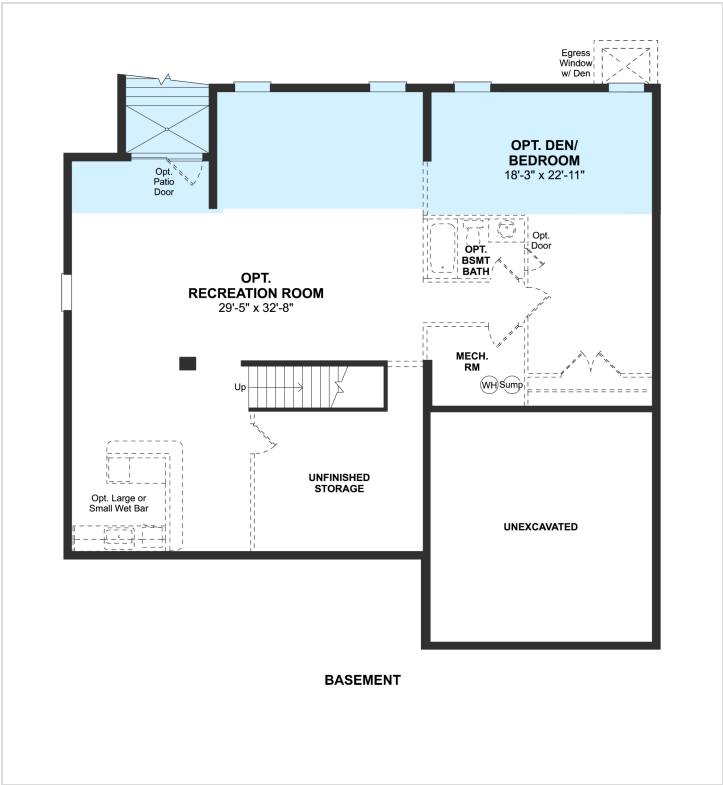 Egress
Window
w/ Den
OPT. DEN/
BEDROOM
18'-3" x 22'-11"
Opt.
Patio
Door
Opt.
Door
OPT.
BSMT
BATH
OPT.
RECREATION ROOM
29'-5" x 32'-8"
MECH.
RM
WH Sump
Up
UNFINISHED
STORAGE
Opt. Large or
Small Wet Bar
UNEXCAVATED
BASEMENT